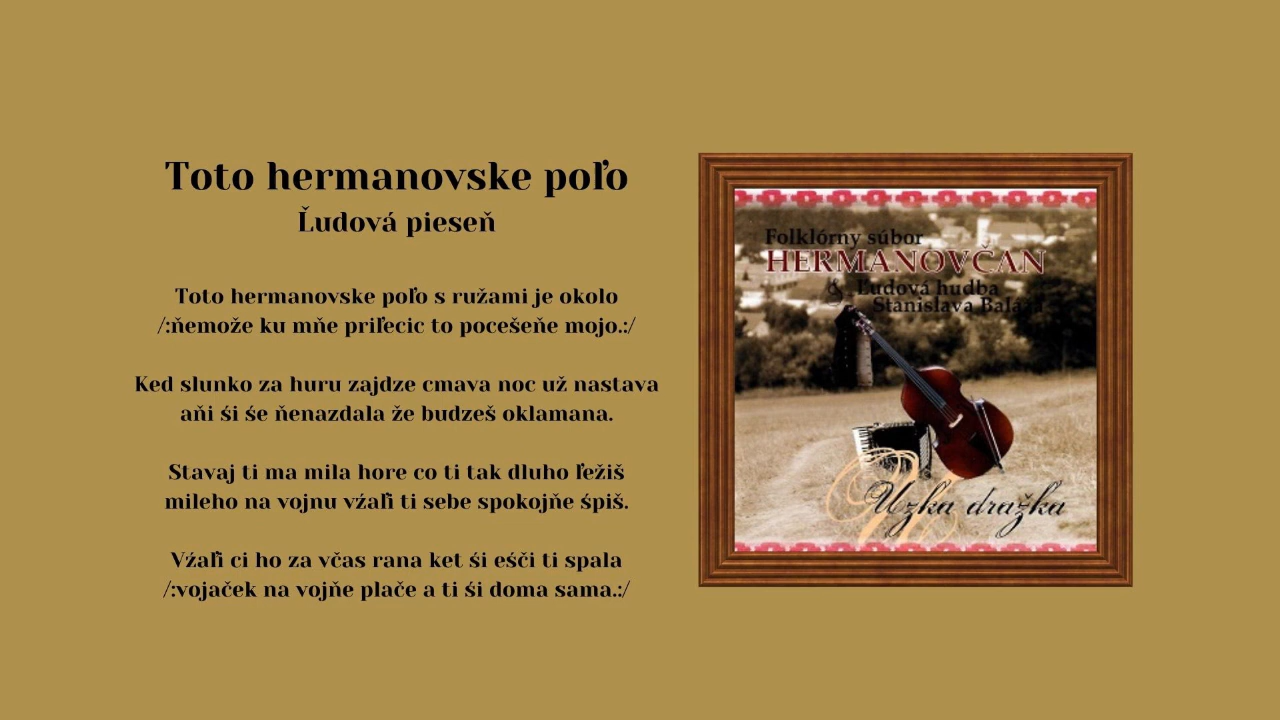 Toto hermanovske poľo
Ľudová pieseň
Toto hermanovske poľo s ružami je okolo
/:ňemože ku mňe priľecic to pocešeňe mojo.:/
Ked slunko za huru zajdze cmava noc už nastava
aňi śi śe ňenazdala že budzeš oklamana.
Stavaj ti ma mila hore co ti tak dluho ľežiš
mileho na vojnu vźaľi ti sebe spokojňe śpiš.
Vźaľi ci ho za včas rana ket śi ešči ti spala
/:vojaček na vojňe plače a ti śi doma sama.:/
Folklórny súbor
HERMANOVČAN
& Ľudová hudba
Stanislava Baláža
Uzka dražka